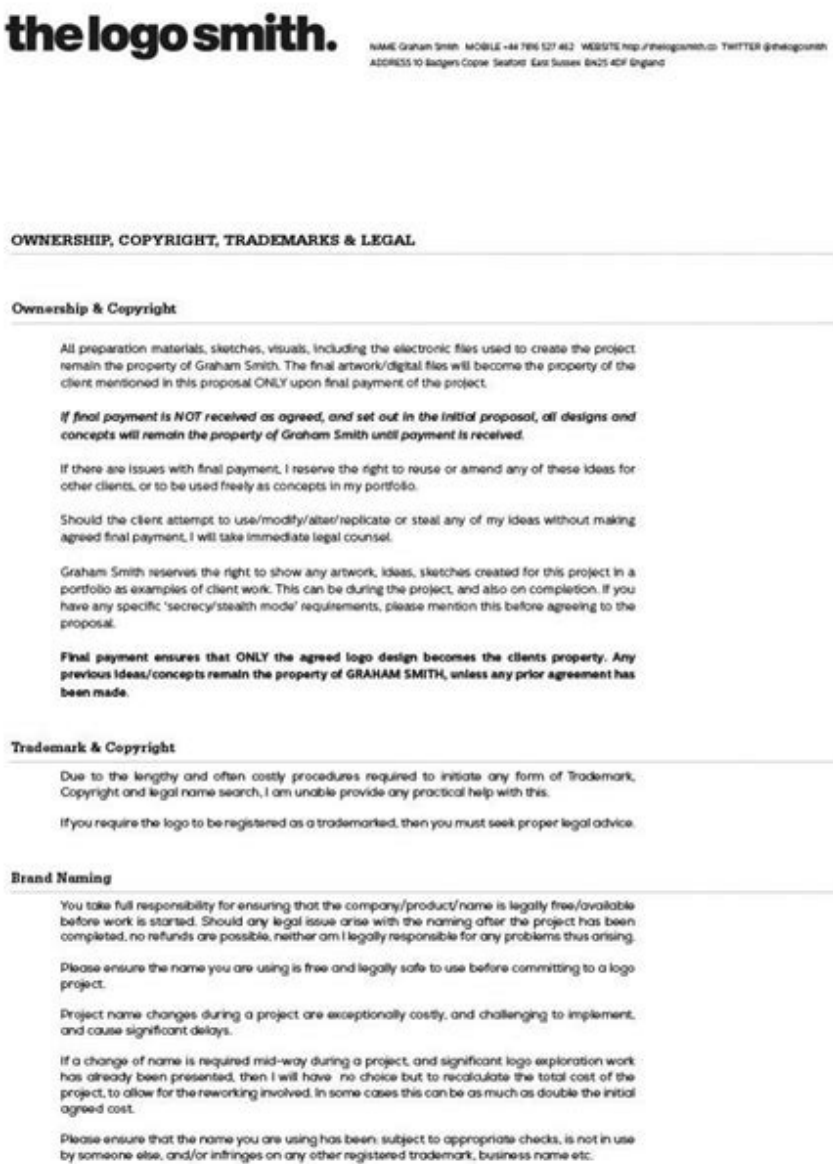 the logo smith.
NAME Graham Smith MOBILE +44 7816 527 462 WEBSITE http://thelogosmith.co TWITTER @thelogosmith
ADDRESS 10 Badgers Copse Seaford East Sussex BN25 4DF England
OWNERSHIP, COPYRIGHT, TRADEMARKS & LEGAL
Ownership & Copyright
All preparation materials, sketches, visuals, including the electronic files used to create the project
remain the property of Graham Smith. The final artwork/digital files will become the property of the
client mentioned in this proposal ONLY upon final payment of the project.
If final payment is NOT received as agreed, and set out in the initial proposal, all designs and
concepts will remain the property of Graham Smith until payment is received.
If there are issues with final payment, I reserve the right to reuse or amend any of these ideas for
other clients, or to be used freely as concepts in my portfolio.
Should the client attempt to use/modify/alter/replicate or steal any of my ideas without making
agreed final payment, I will take immediate legal counsel.
Graham Smith reserves the right to show any artwork, ideas, sketches created for this project in a
portfolio as examples of client work. This can be during the project, and also on completion. If you
have any specific 'secrecy/stealth mode' requirements, please mention this before agreeing to the
proposal.
Final payment ensures that ONLY the agreed logo design becomes the clients property. Any
previous ideas/concepts remain the property of GRAHAM SMITH, unless any prior agreement has
been made.
Trademark & Copyright
Due to the lengthy and often costly procedures required to initiate any form of Trademark,
Copyright and legal name search, I am unable provide any practical help with this.
If you require the logo to be registered as a trademarked, then you must seek proper legal advice.
Brand Naming
You take full responsibility for ensuring that the company/product/name is legally free/available
before work is started. Should any legal issue arise with the naming after the project has been
completed, no refunds are possible, neither am I legally responsible for any problems thus arising.
Please ensure the name you are using is free and legally safe to use before committing to a logo
project.
Project name changes during a project are exceptionally costly, and challenging to implement,
and cause significant delays.
If a change of name is required mid-way during a project, and significant logo exploration work
has already been presented, then I will have no choice but to recalculate the total cost of the
project, to allow for the reworking involved. In some cases this can be as much as double the initial
agreed cost.
Please ensure that the name you are using has been: subject to appropriate checks, is not in use
by someone else, and/or infringes on any other registered trademark, business name etc.